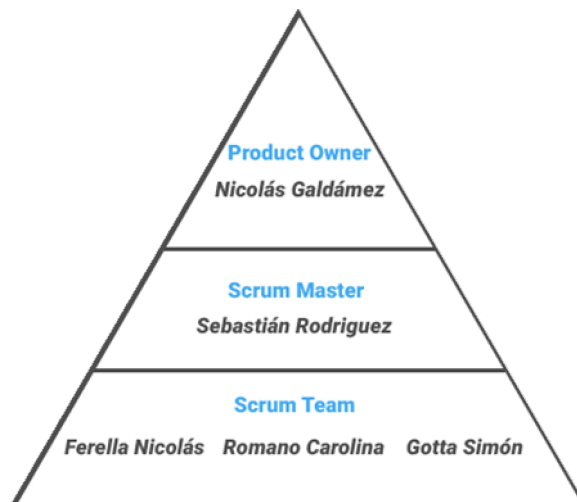 Product Owner
Nicolás Galdámez
Scrum Master
Sebastián Rodriguez
Scrum Team
Ferella Nicolás Romano Carolina Gotta Simón